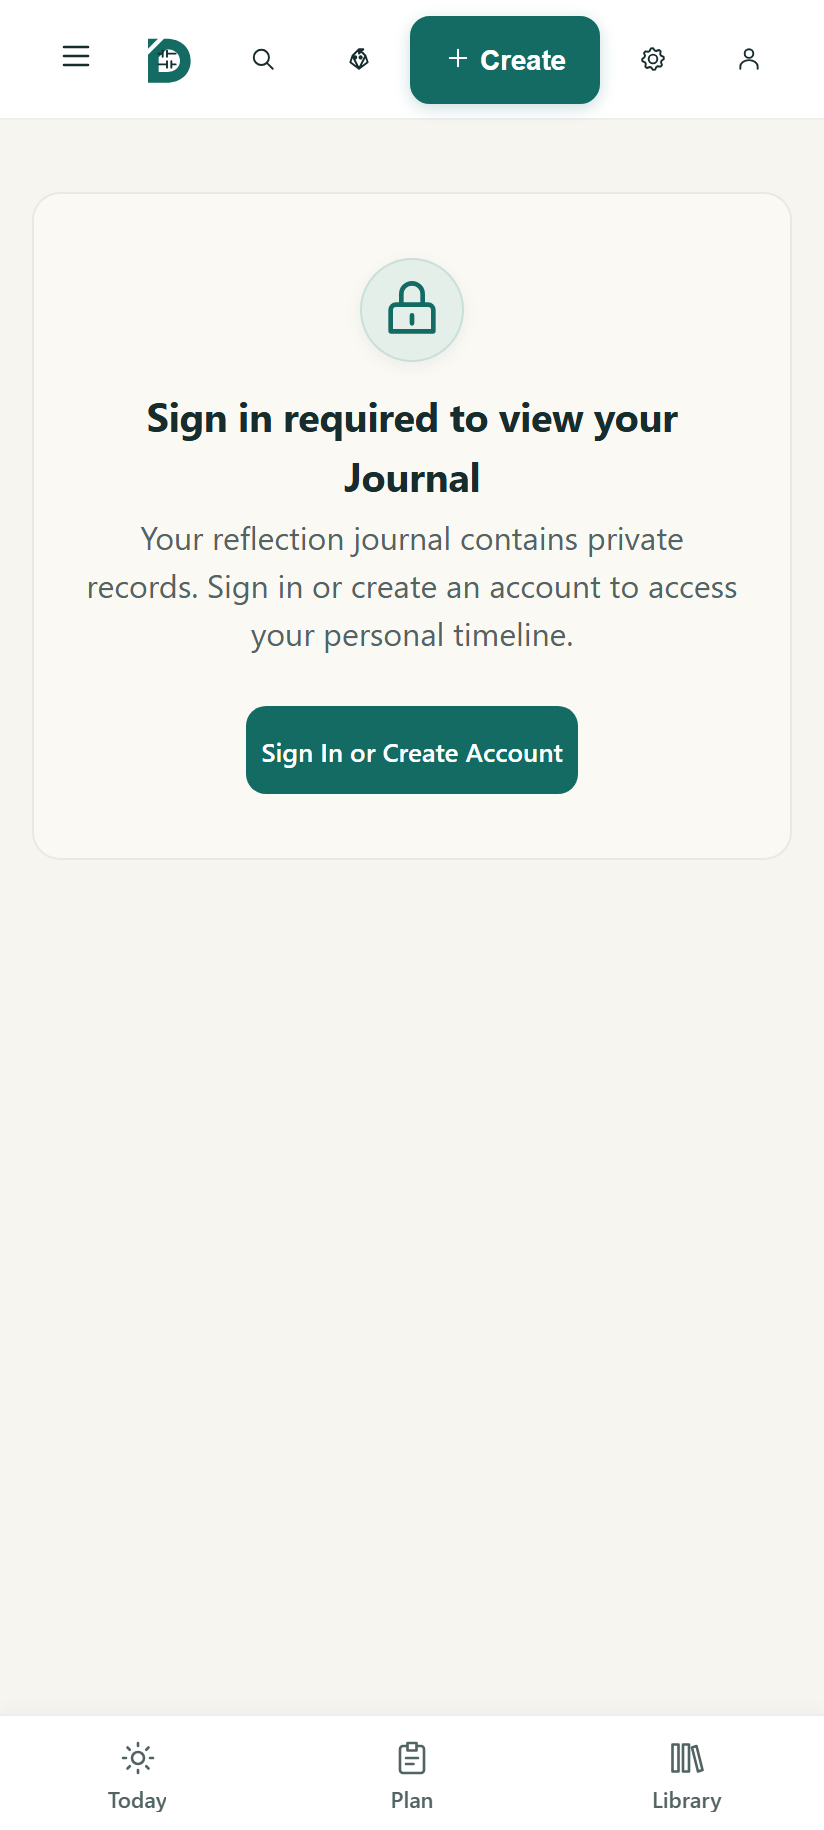 Create
Sign in required to view your
Journal
Your reflection journal contains private
records. Sign in or create an account to access
your personal timeline.
Sign In or Create Account
Today
Plan
Library